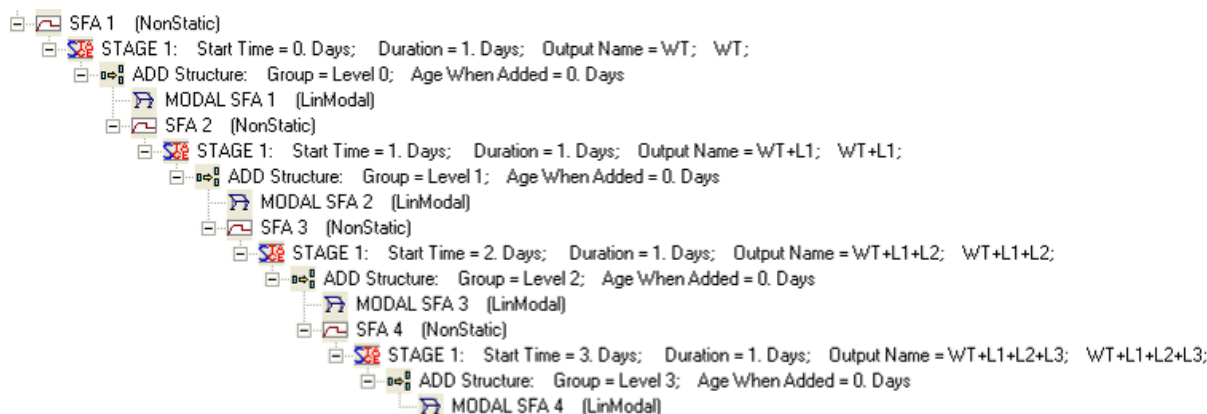 SFA 1 (NonStatic)
STAGE 1: Start Time = 0. Days; Duration = 1. Days; Output Name = WT; WT;
ADD Structure: Group = Level 0; Age When Added = 0. Days
MODAL SFA 1 (LinModal)
SFA 2 (NonStatic)
STAGE 1: Start Time = 1. Days; Duration = 1. Days; Output Name = WT+L1; WT+L1;
ADD Structure: Group = Level 1; Age When Added = 0. Days
MODAL SFA 2 (LinModal)
SFA 3 (NonStatic)
STAGE 1: Start Time = 2. Days; Duration = 1. Days; Output Name = WT+L1+L2; WT+L1+L2;
ADD Structure: Group = Level 2; Age When Added = 0. Days
MODAL SFA 3 (LinModal)
SFA 4 (NonStatic)
STAGE 1: Start Time = 3. Days; Duration = 1. Days; Output Name = WT+L1+L2+L3; WT+L1+L2+L3;
ADD Structure: Group = Level 3; Age When Added = 0. Days
MODAL SFA 4 (LinModal)